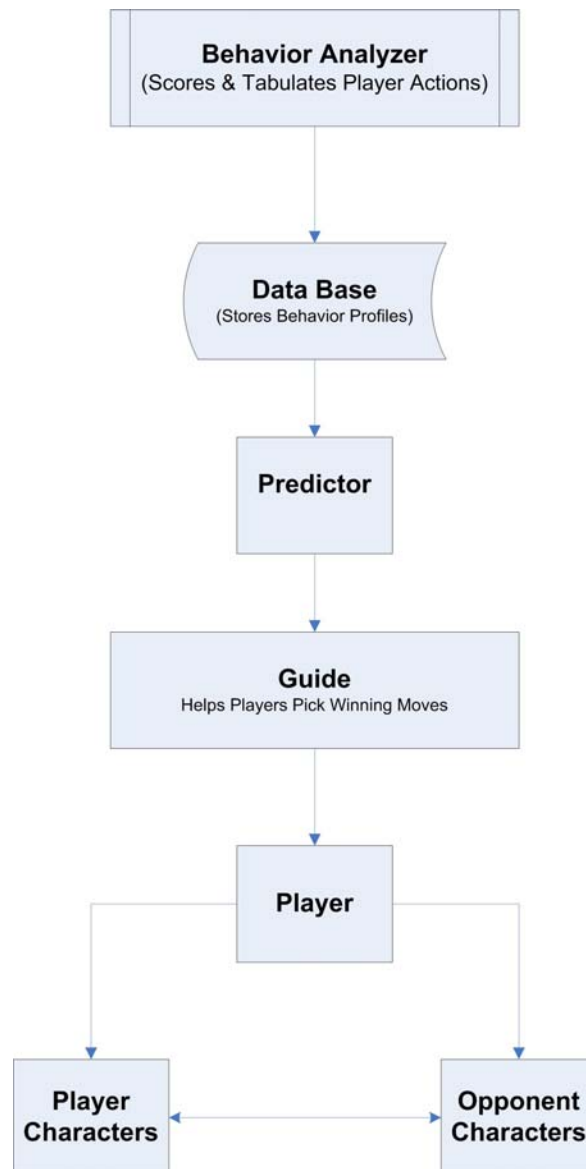 Behavior Analyzer
(Scores & Tabulates Player Actions)
Data Base
(Stores Behavior Profiles)
Predictor
Guide
Helps Players Pick Winning Moves
Player
Player
Characters
Opponent
Characters